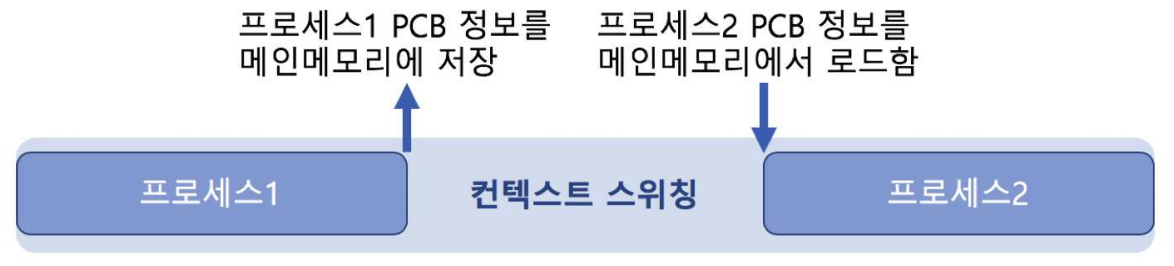 프로세스1 PCB 정보를
메인메모리에 저장
프로세스2 PCB 정보를
메인메모리에서 로드함
프로세스1
컨텍스트 스위칭
프로세스2